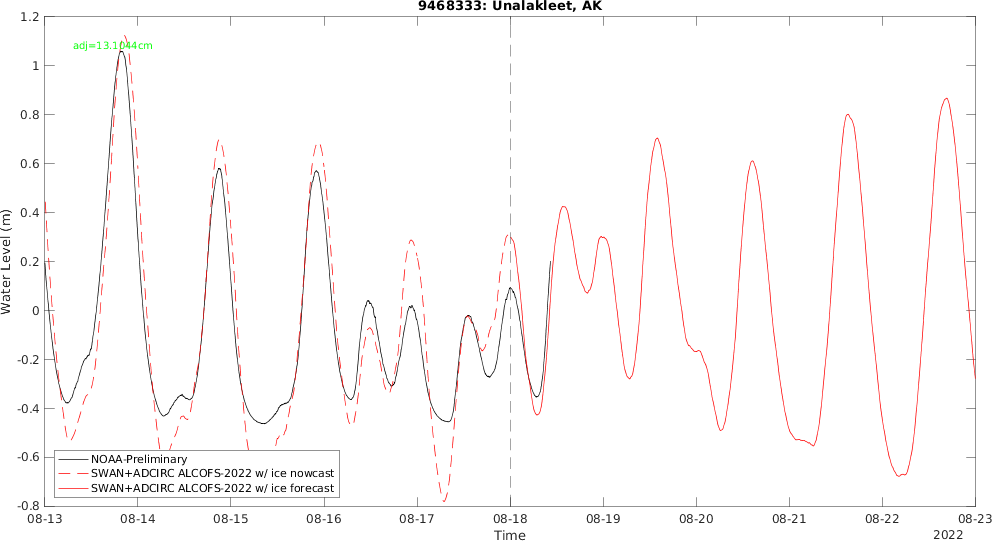 9468333: Unalakleet, AK
adj=13.1044cm
1.2
1
0.8
0.6
0.4
0.2
0
-0.2
-0.4
-0.6
-0.8
Water Level (m)
NOAA-Preliminary
SWAN+ADCIRC ALCOFS-2022 w/ ice nowcast
SWAN+ADCIRC ALCOFS-2022 w/ ice forecast
08-13 08-14 08-15 08-16 08-17 08-18 08-19 08-20 08-21 08-22 08-23
Time
2022